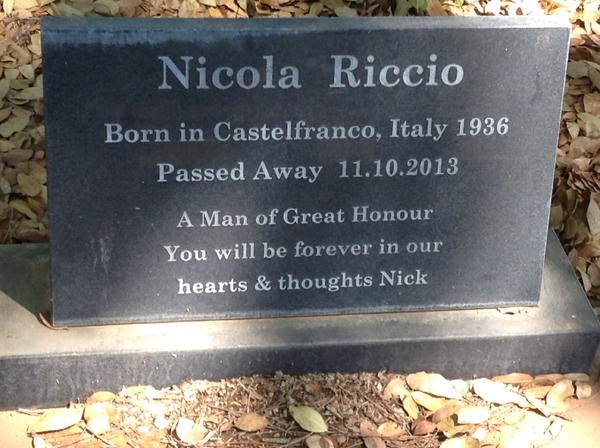 Nicola Riccio
Born in Castelfranco, Italy 1936
Passed Away 11.10.2013
A Man of Great Honour
You will be forever in our
hearts & thoughts Nick